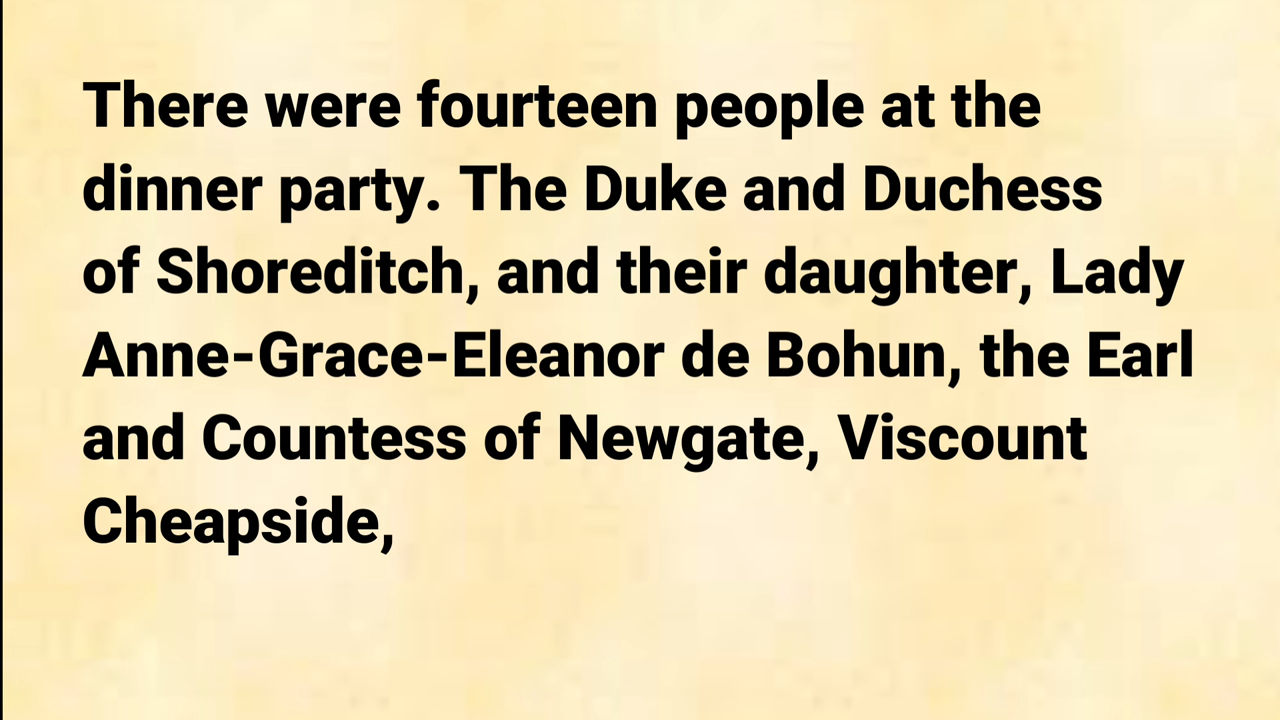 There were fourteen people at the
dinner party. The Duke and Duchess
of Shoreditch, and their daughter, Lady
Anne-Grace-Eleanor de Bohun, the Earl
and Countess of Newgate, Viscount
Cheapside,